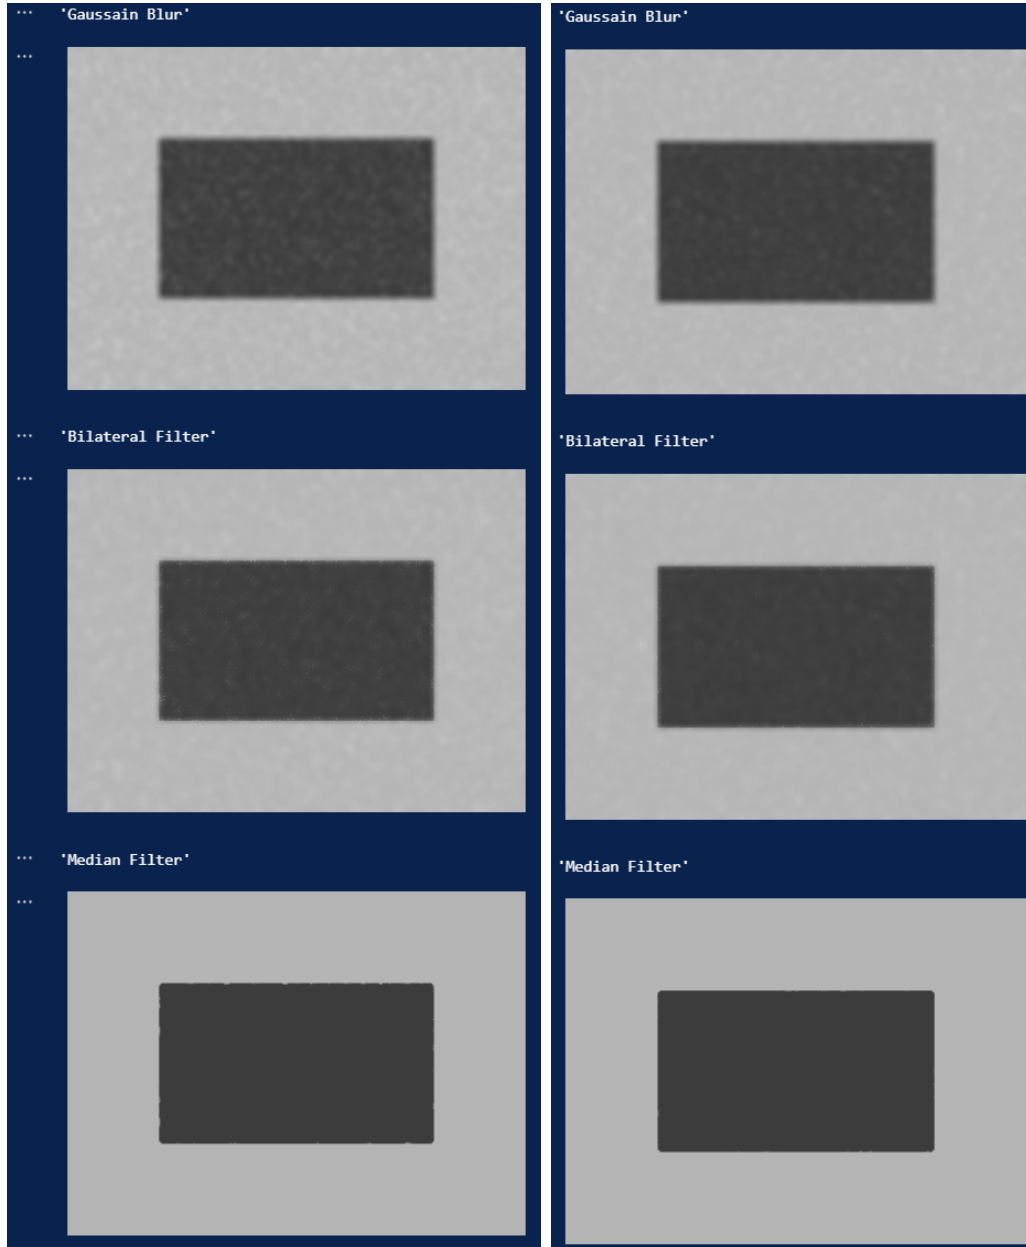 ... 'Gaussain Blur'
...
'Gaussain Blur'
... 'Bilateral Filter'
...
'Bilateral Filter'
... 'Median Filter'
...
'Median Filter'